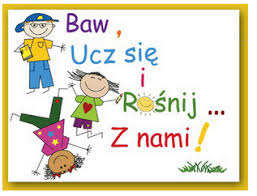 Baw,
Ucz się
i
Rośnij ...
Z nami!